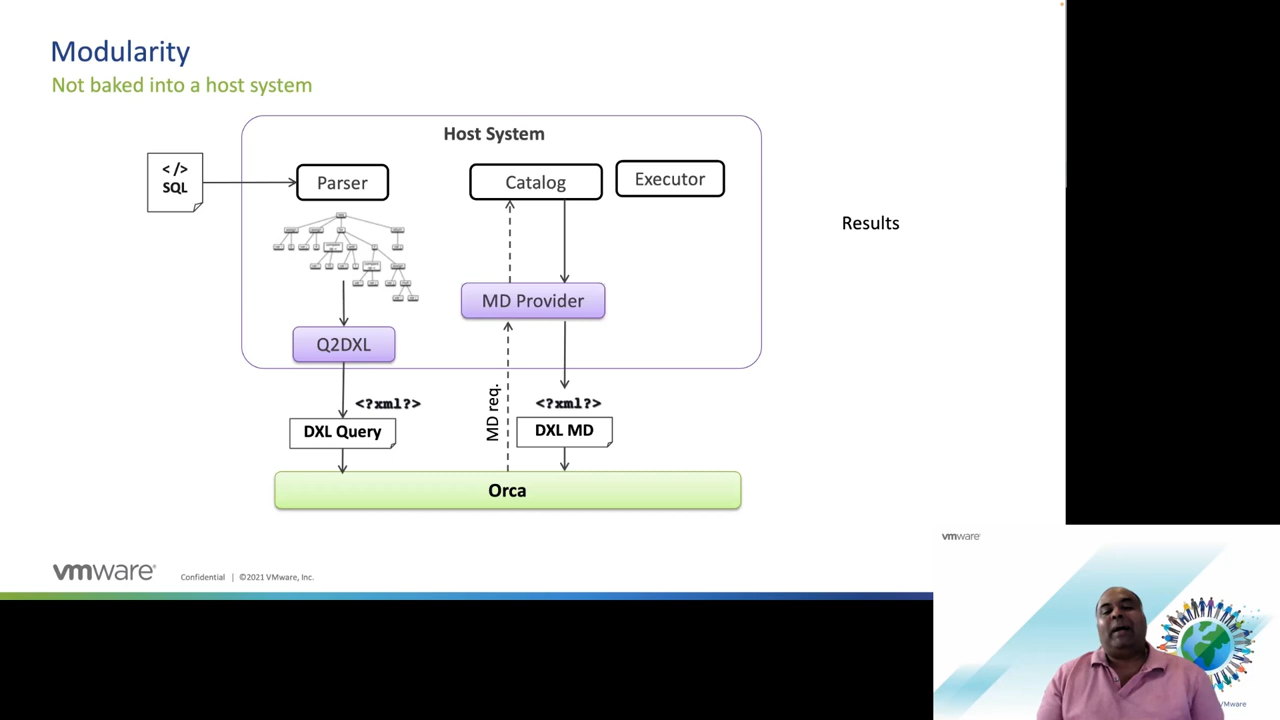 Modularity
Not baked into a host system
Host System
</>
SQL
Parser
Catalog
Executor
Results
MD Provider
Q2DXL
<?xml?>
DXL Query
MD req.
<?xml?>
DXL MD
Orca
vmware®
Confidential | ©2021 VMware, Inc.
vmware®
VMware